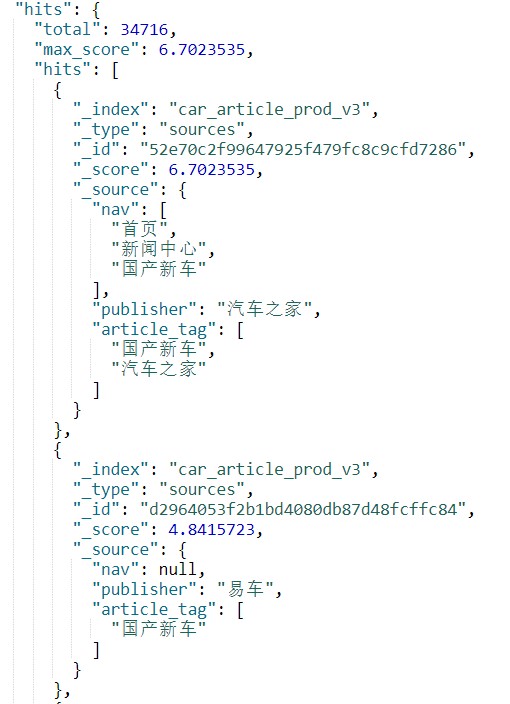 "hits": {
"total": 34716,
"max_score": 6.7023535,
"hits": [
{
"_index": "car_article_prod_v3",
"_type": "sources",
"_id": "52e70c2f99647925f479fc8c9cfd7286",
"_score": 6.7023535,
"_source": {
"nav": [
"首页",
"新闻中心",
"国产新车"
],
"publisher": "汽车之家",
"article_tag": [
"国产新车",
"汽车之家"
]
}
},
{
"_index": "car_article_prod_v3",
"_type": "sources",
"_id": "d2964053f2b1bd4080db87d48fcffc84",
"_score": 4.8415723,
"_source": {
"nav": null,
"publisher": "易车",
"article_tag": [
"国产新车"
]
}
},